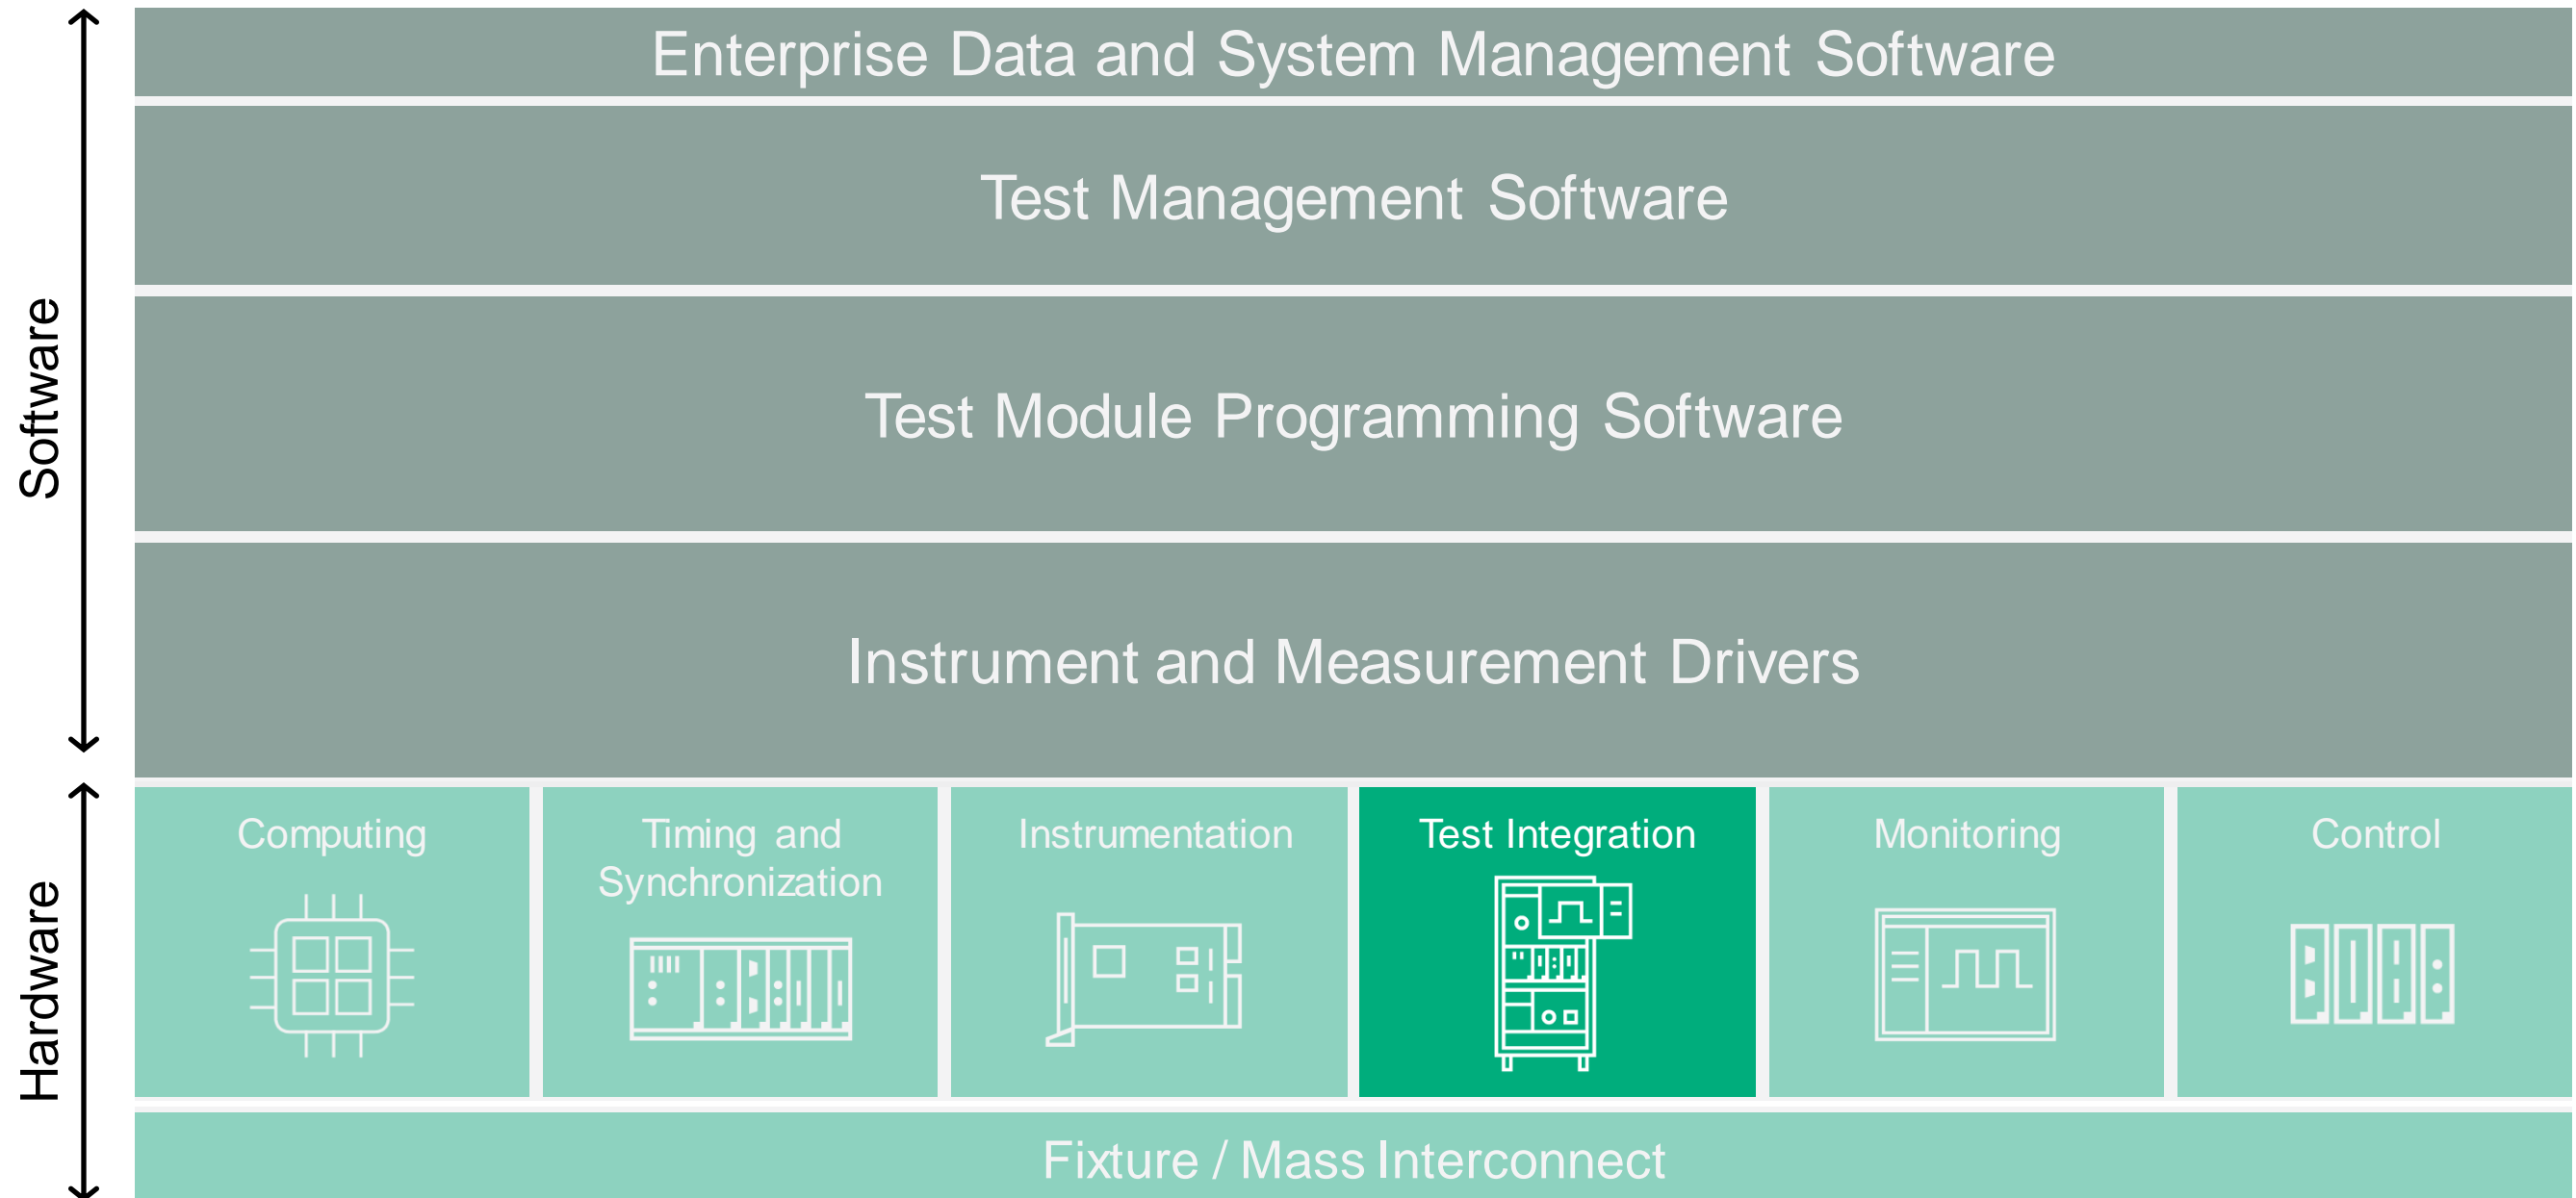 Software
Enterprise Data and System Management Software
Test Management Software
Test Module Programming Software
Instrument and Measurement Drivers
Hardware
Computing
Timing and
Synchronization
Instrumentation
Test Integration
Monitoring
Control
Fixture / Mass Interconnect